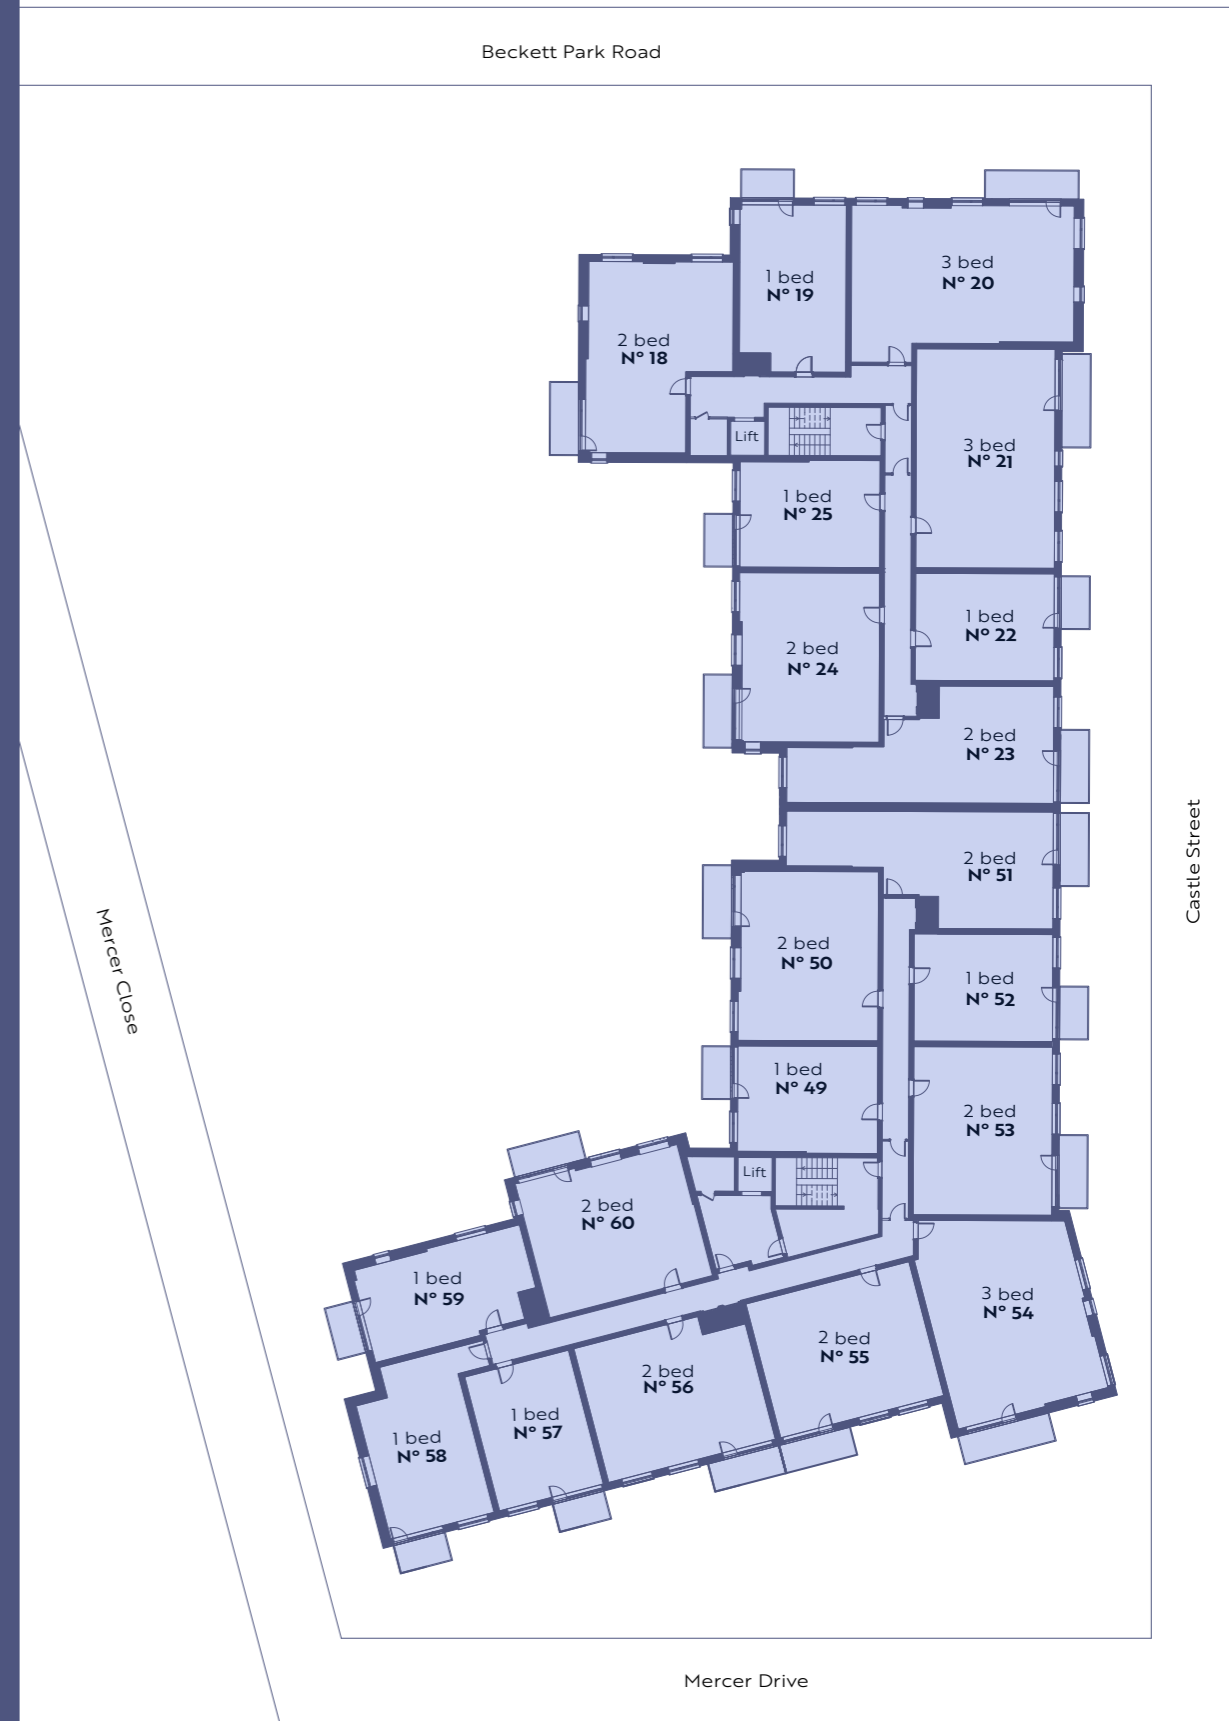 Beckett Park Road
1 bed
Nº 19
3 bed
Nº 20
2 bed
Nº 18
Lift
3 bed
Nº 21
1 bed
Nº 25
1 bed
Nº 22
2 bed
Nº 24
2 bed
Nº 23
Castle Street
2 bed
Nº 51
Mercer Close
2 bed
Nº 50
1 bed
Nº 52
1 bed
Nº 49
2 bed
Nº 53
Lift
2 bed
Nº 60
1 bed
Nº 59
3 bed
Nº 54
2 bed
Nº 55
2 bed
Nº 56
1 bed
Nº 57
1 bed
Nº 58
Mercer Drive